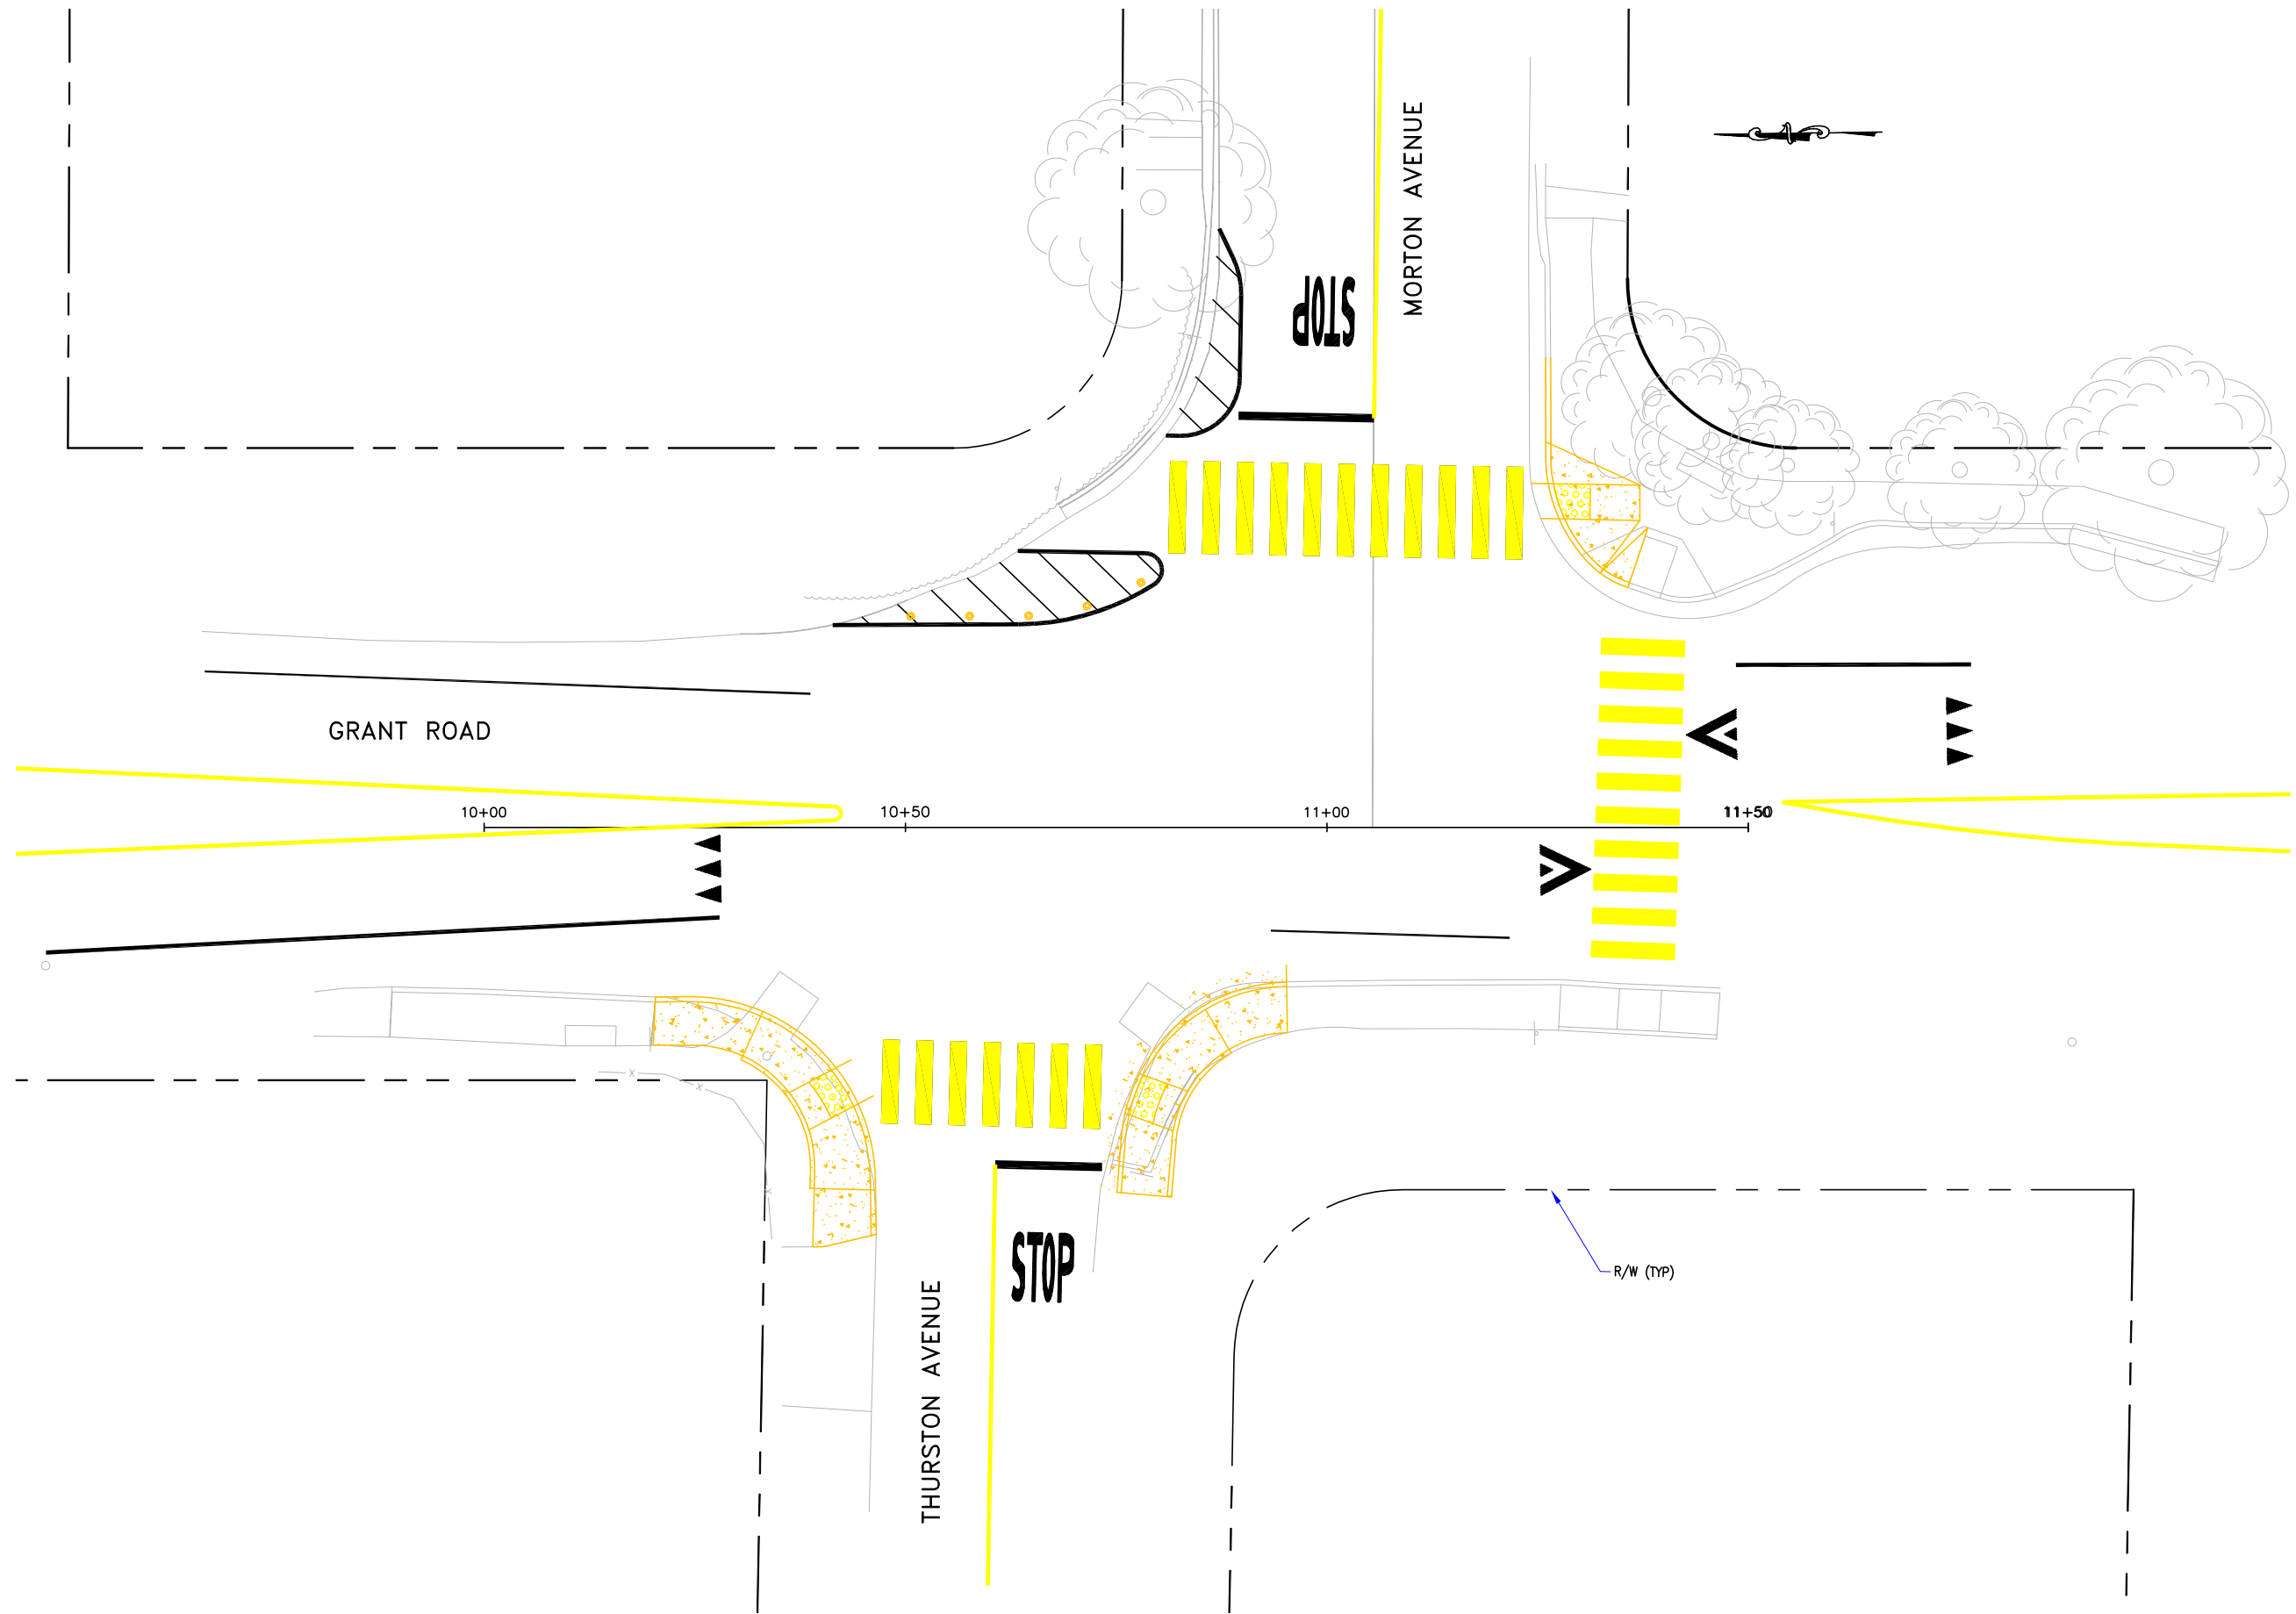 MORTON AVENUE
STOP
GRANT ROAD
10+00
10+50
11+00
11+50
STOP
R/W (TYP)
THURSTON AVENUE